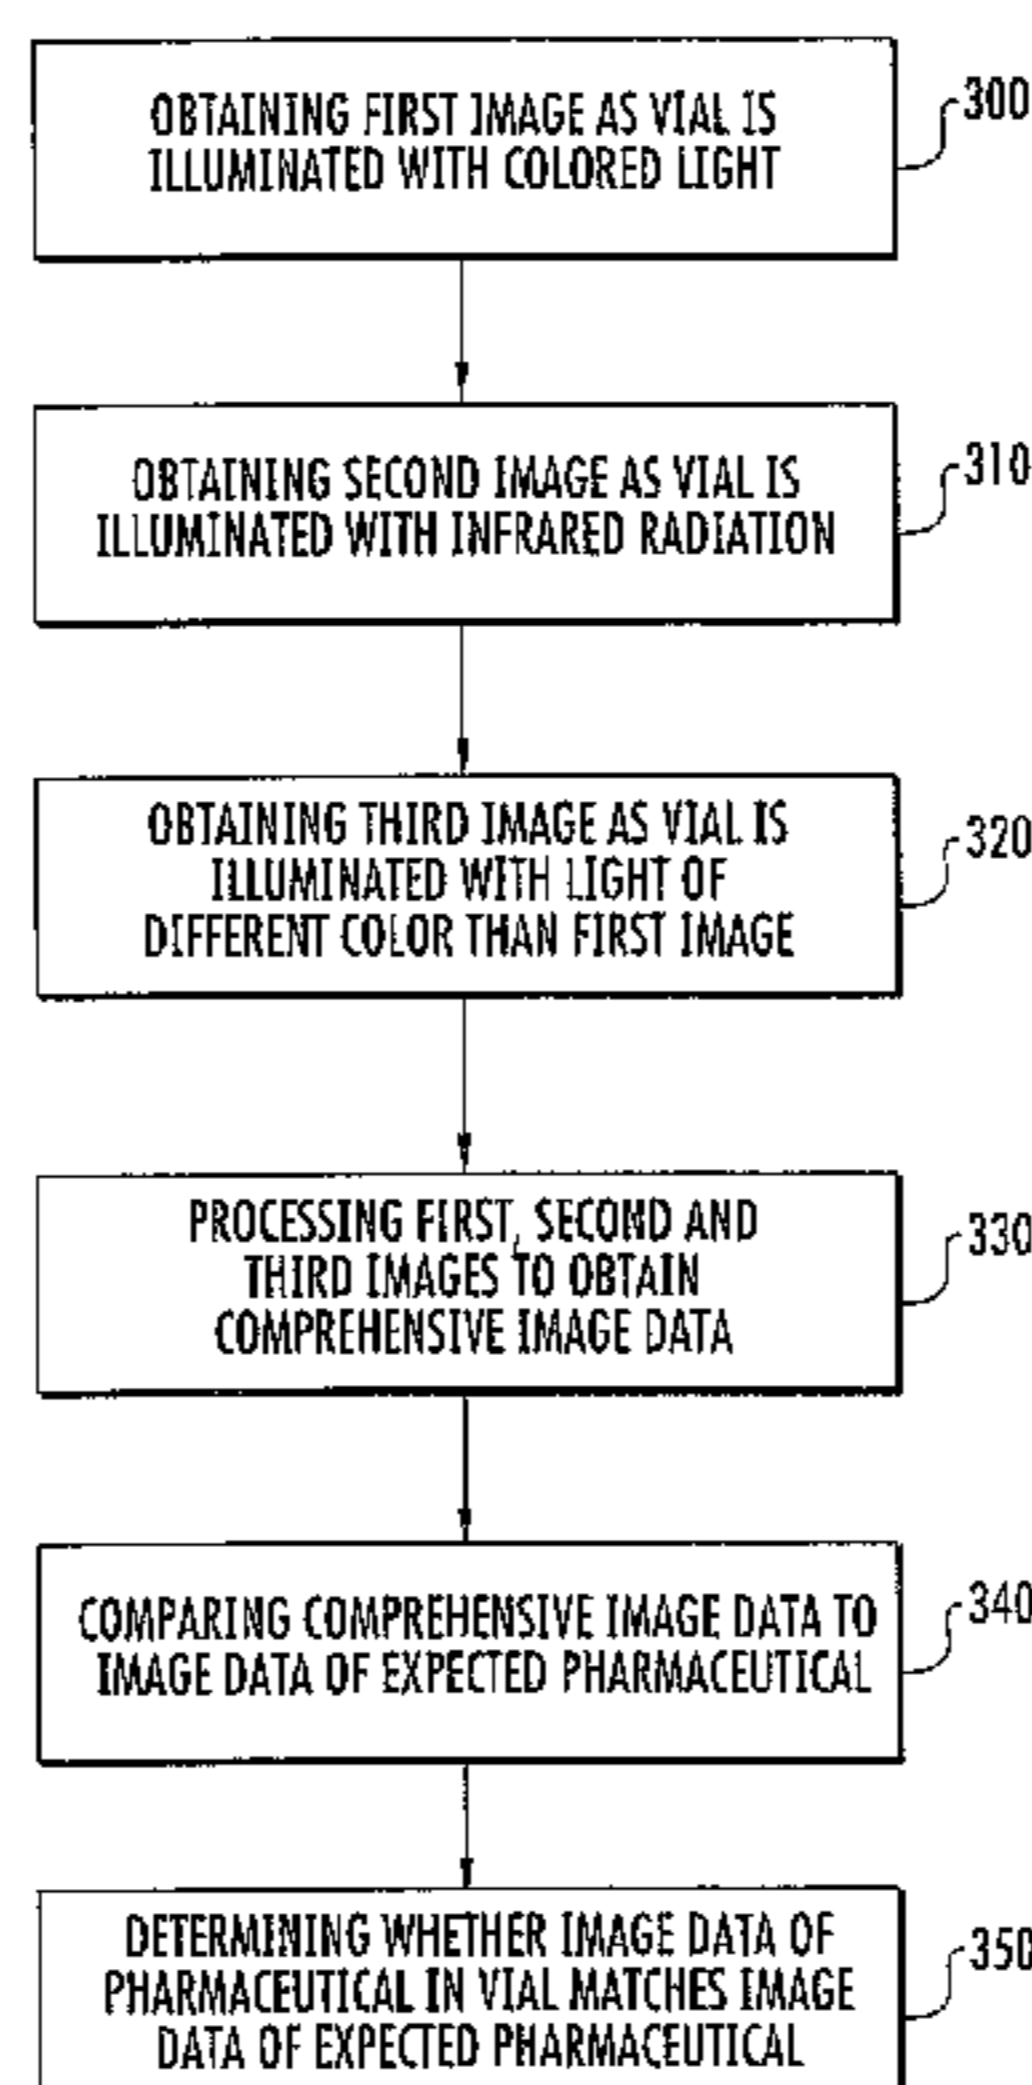 OBTAINING FIRST IMAGE AS VIAL IS
ILLUMINATED WITH COLORED LIGHT
300
OBTAINING SECOND IMAGE AS VIAL IS
ILLUMINATED WITH INFRARED RADIATION
310
OBTAINING THIRD IMAGE AS VIAL IS
ILLUMINATED WITH LIGHT OF
DIFFERENT COLOR THAN FIRST IMAGE
320
PROCESSING FIRST, SECOND AND
THIRD IMAGES TO OBTAIN
COMPREHENSIVE IMAGE DATA
330
COMPARING COMPREHENSIVE IMAGE DATA TO
IMAGE DATA OF EXPECTED PHARMACEUTICAL
340
DETERMINING WHETHER IMAGE DATA OF
PHARMACEUTICAL IN VIAL MATCHES IMAGE
DATA OF EXPECTED PHARMACEUTICAL
350